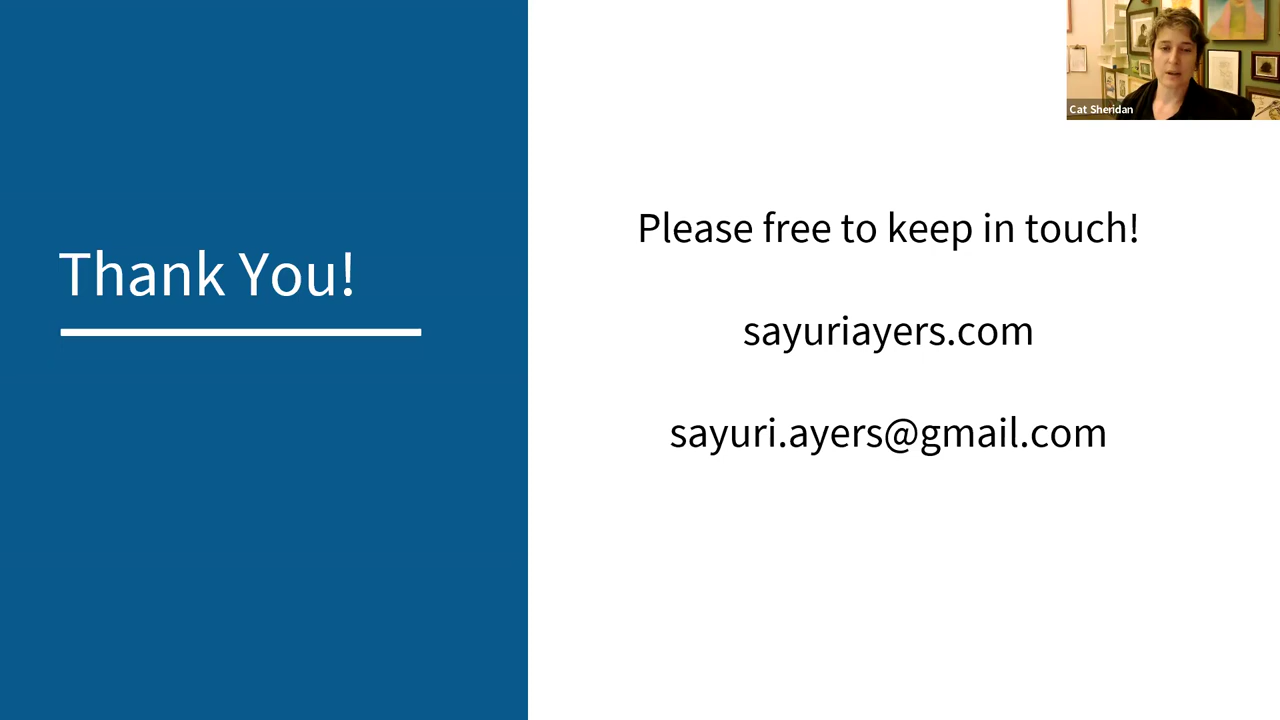 Thank You!
Please free to keep in touch!
sayuriayers.com
sayuri.ayers@gmail.com
Cat Sheridan